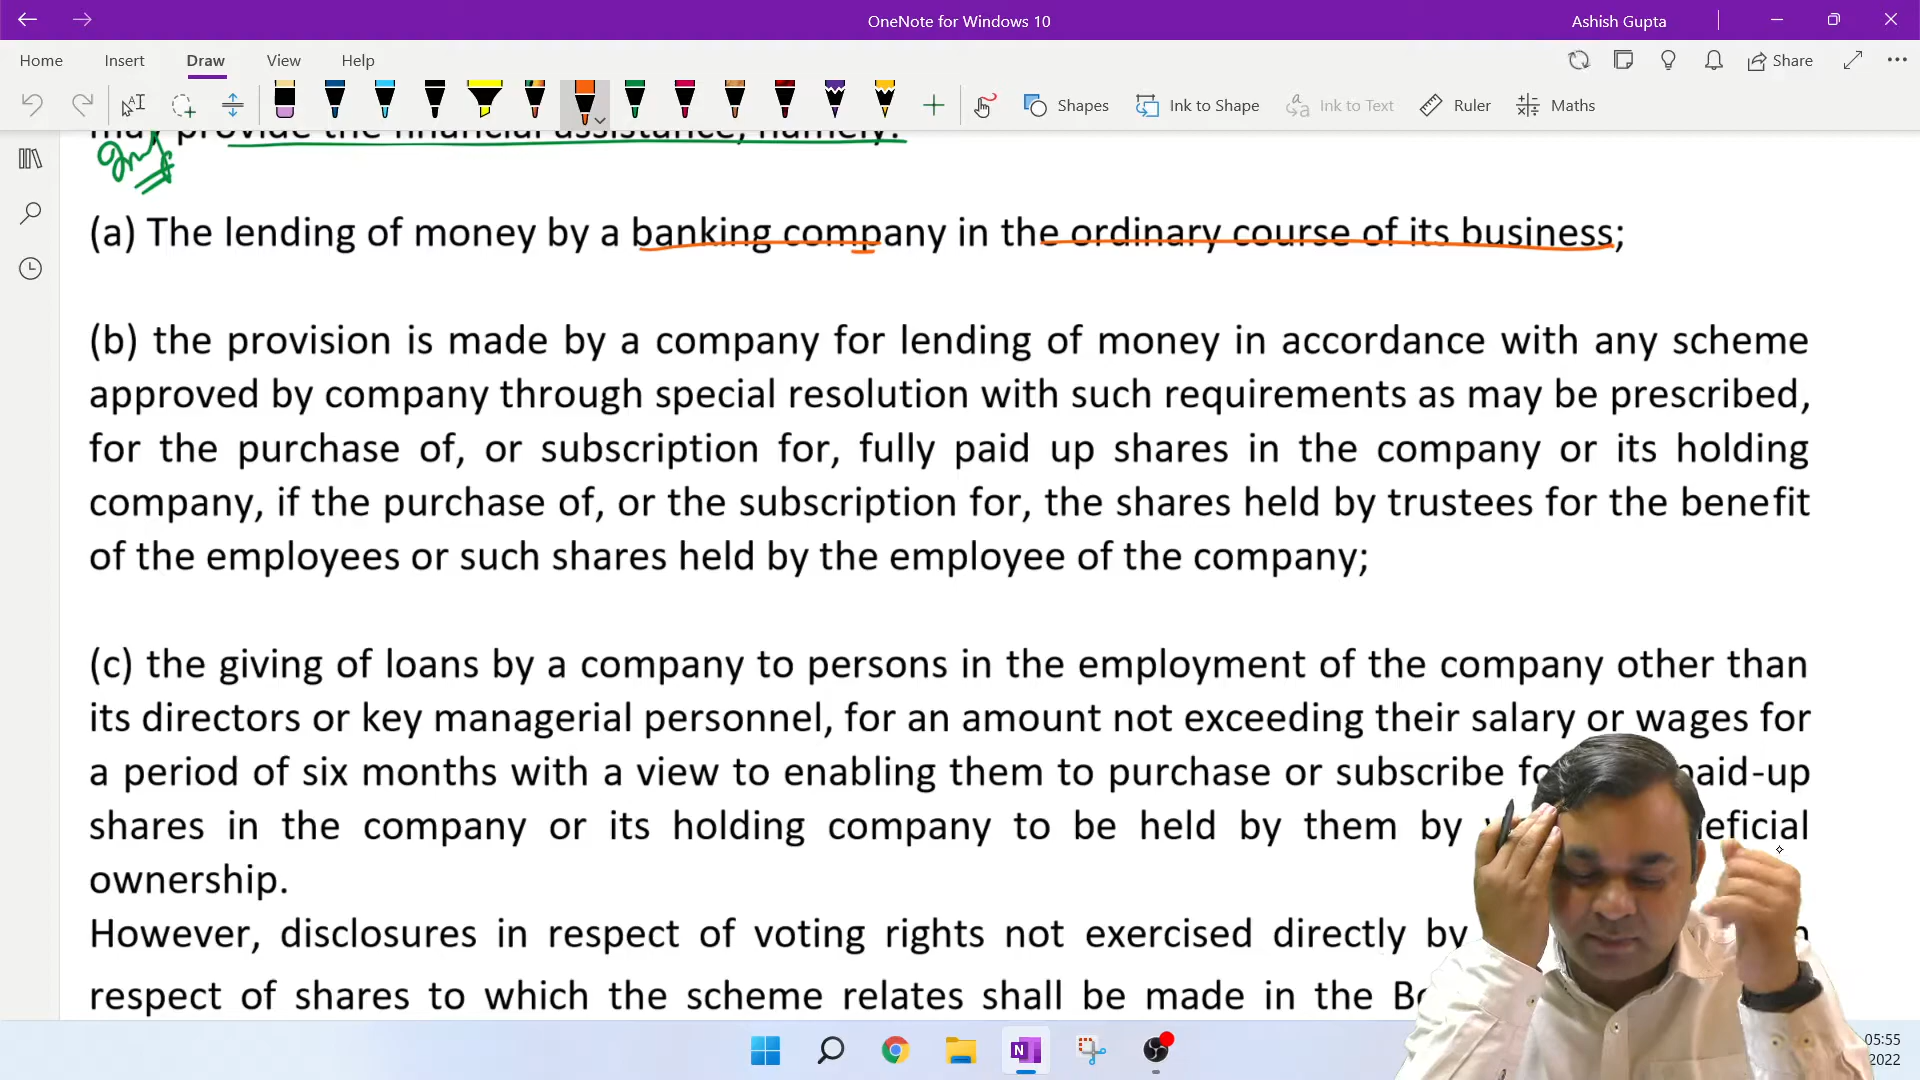 OneNote for Windows 10
Ashish Gupta
Home Insert Draw View Help
Share
Shapes Ink to Shape Ink to Text Ruler Maths
may provide the financial assistance, namely:
(a) The lending of money by a banking company in the ordinary course of its business;
(b) the provision is made by a company for lending of money in accordance with any scheme
approved by company through special resolution with such requirements as may be prescribed,
for the purchase of, or subscription for, fully paid up shares in the company or its holding
company, if the purchase of, or the subscription for, the shares held by trustees for the benefit
of the employees or such shares held by the employee of the company;
(c) the giving of loans by a company to persons in the employment of the company other than
its directors or key managerial personnel, for an amount not exceeding their salary or wages for
a period of six months with a view to enabling them to purchase or subscribe paid-up
shares in the company or its holding company to be held by them by
ownership.
However, disclosures in respect of voting rights not exercised directly by
respect of shares to which the scheme relates shall be made in the
05:55
2022